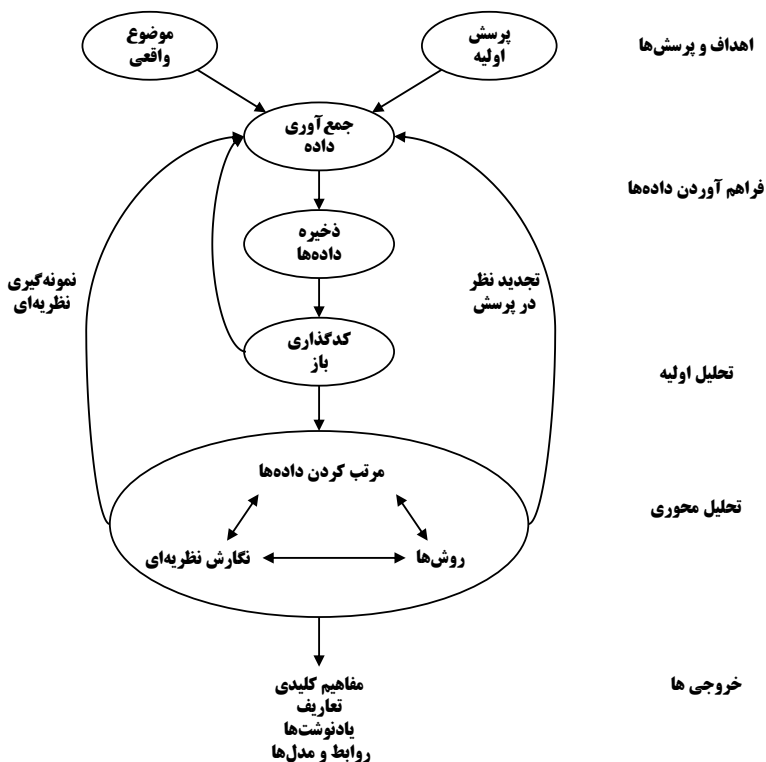 اهداف و پرسش‌ها
پرسش
اولیه
موضوع
واقعی
جمع‌آوری
داده
فراهم آوردن داده‌ها
ذخیره
داده‌ها
تجدید نظر
در پرسش
نمونه‌گیری
نظریه‌ای
کدگذاری
باز
تحلیل اولیه
مرتب کردن داده‌ها
تحلیل محوری
روش‌ها
نگارش نظریه‌ای
خروجی ها
مفاهیم کلیدی
تعاریف
یادنوشت‌ها
روابط و مدل‌ها